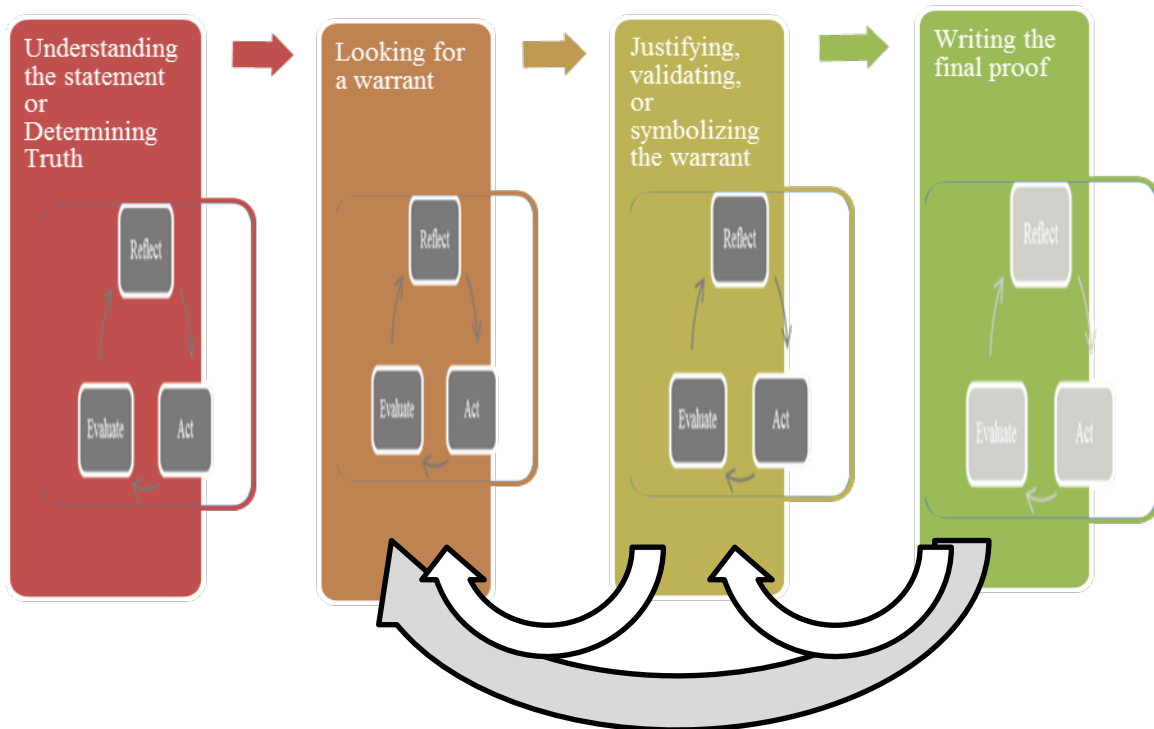 Understanding
the statement
or
Determining
Truth
Looking for
a warrant
Justifying,
validating,
or
symbolizing
the warrant
Writing the
final proof
Reflect
Evaluate
Act
Reflect
Evaluate
Act
Reflect
Evaluate
Act
Reflect
Evaluate
Act